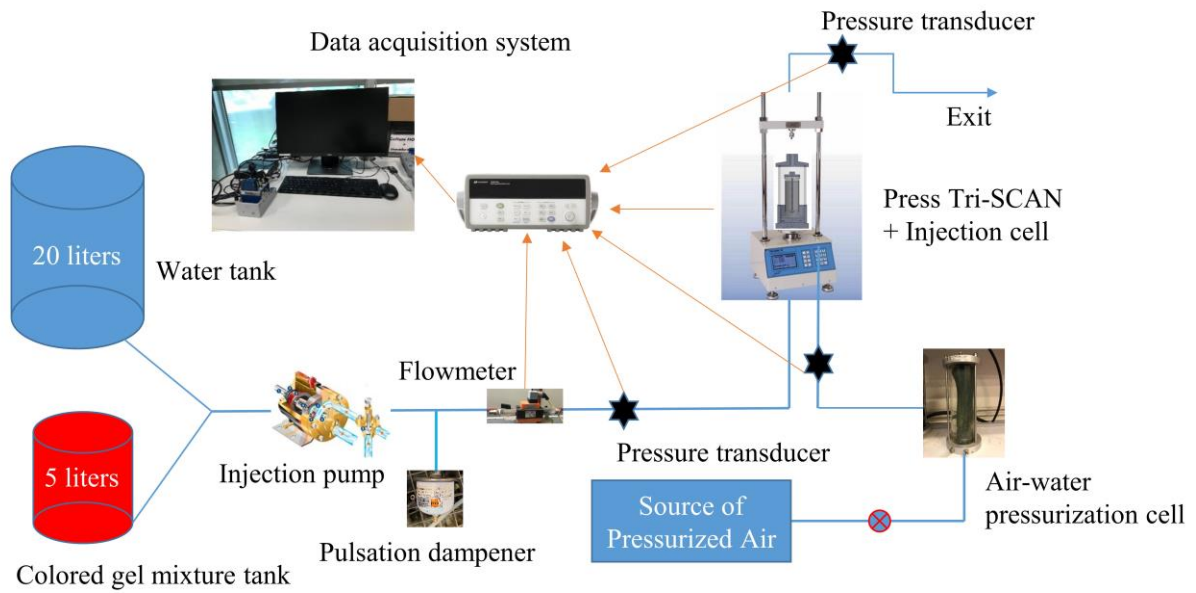 Pressure transducer
Data acquisition system
Exit
Press Tri-SCAN
+ Injection cell
20 liters
Water tank
Flowmeter
5 liters
Injection pump
Pressure transducer
Source of
Pressurized Air
Air-water
pressurization cell
Pulsation dampener
Colored gel mixture tank